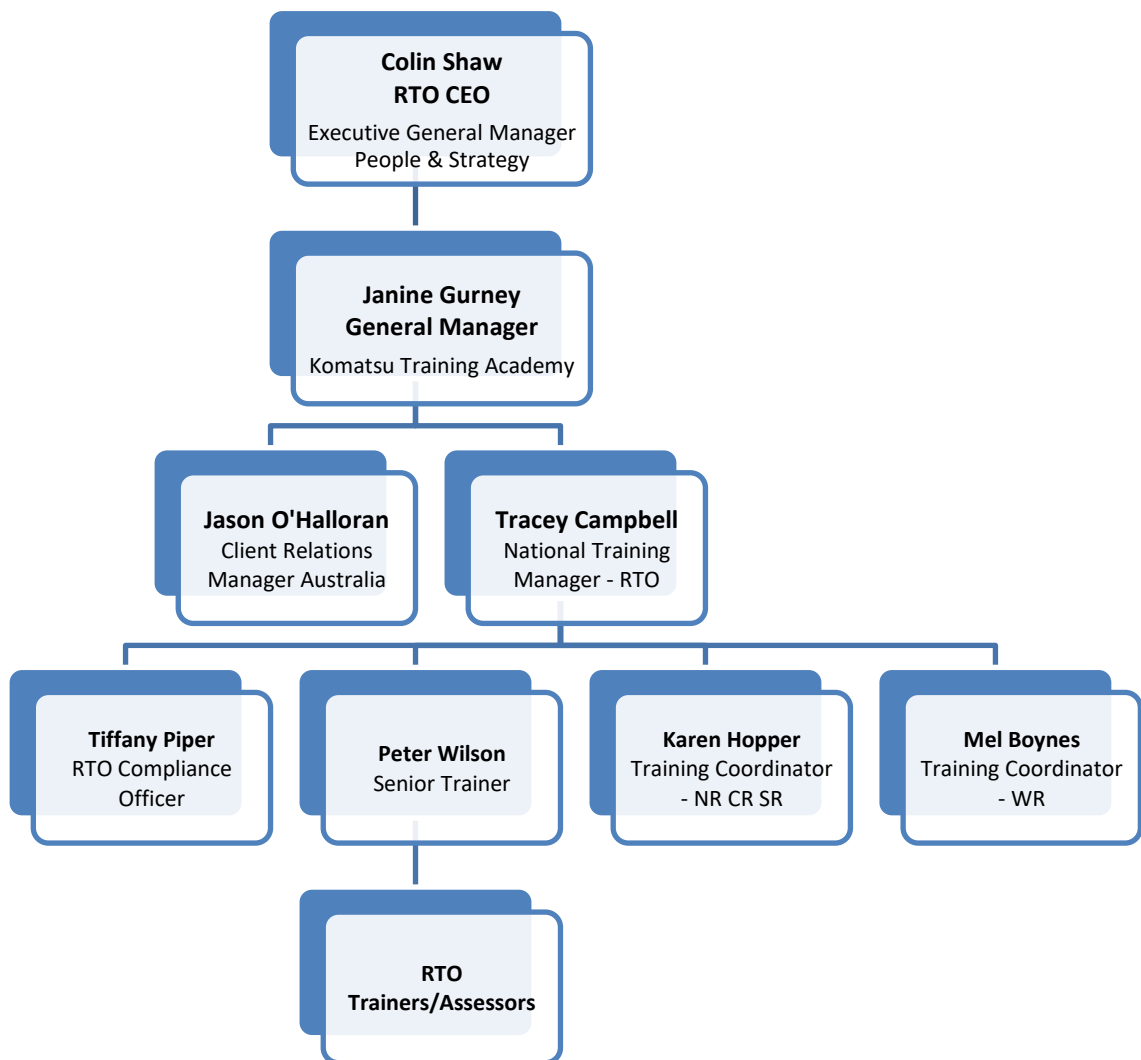 Colin Shaw
RTO CEO
Executive General Manager
People & Strategy
Janine Gurney
General Manager
Komatsu Training Academy
Jason O'Halloran
Client Relations
Manager Australia
Tracey Campbell
National Training
Manager - RTO
Tiffany Piper
RTO Compliance
Officer
Peter Wilson
Senior Trainer
Karen Hopper
Training Coordinator
- NR CR SR
Mel Boynes
Training Coordinator
- WR
RTO
Trainers/Assessors